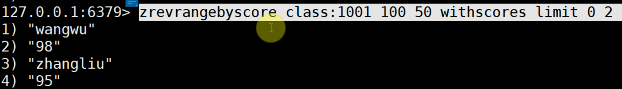 127.0.0.1:6379> zrevrangebyscore class:1001 100 50 withscores limit 0 2
1) "wangwu"
2) "98"
3) "zhangliu"
4) "95"